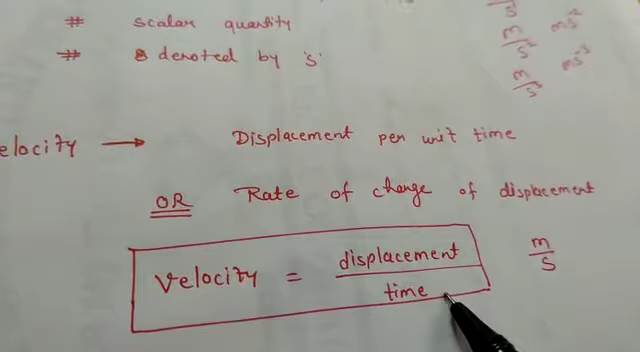 # scalar quantity
# denoted by 's'
m/s² ms⁻²
m/s³ ms⁻³
elocity → Displacement per unit time
OR Rate of change of displacement
Velocity = displacement / time
m/s